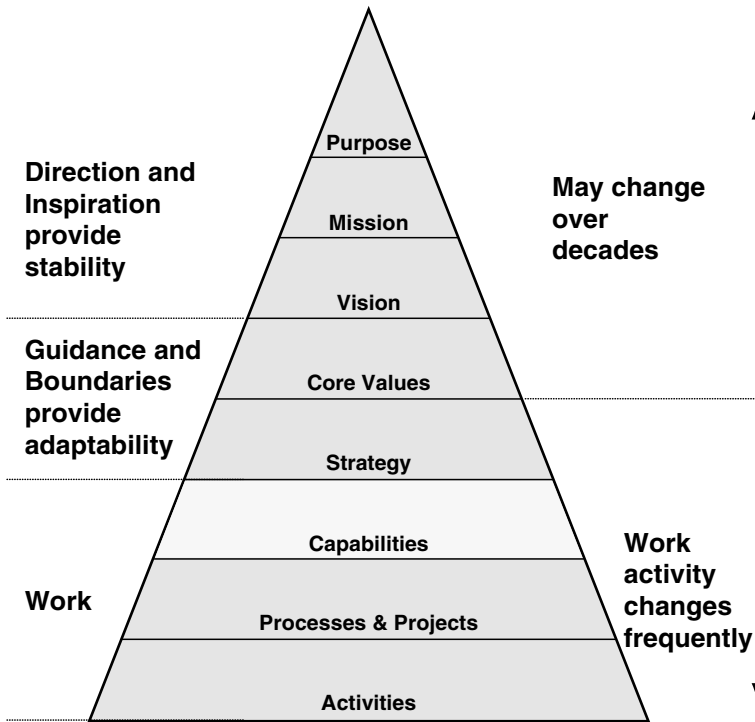 Purpose
Direction and
Inspiration
provide
stability
May change
over
decades
Mission
Vision
Guidance and
Boundaries
provide
adaptability
Core Values
Strategy
Work
Capabilities
Processes & Projects
Activities
Work
activity
changes
frequently